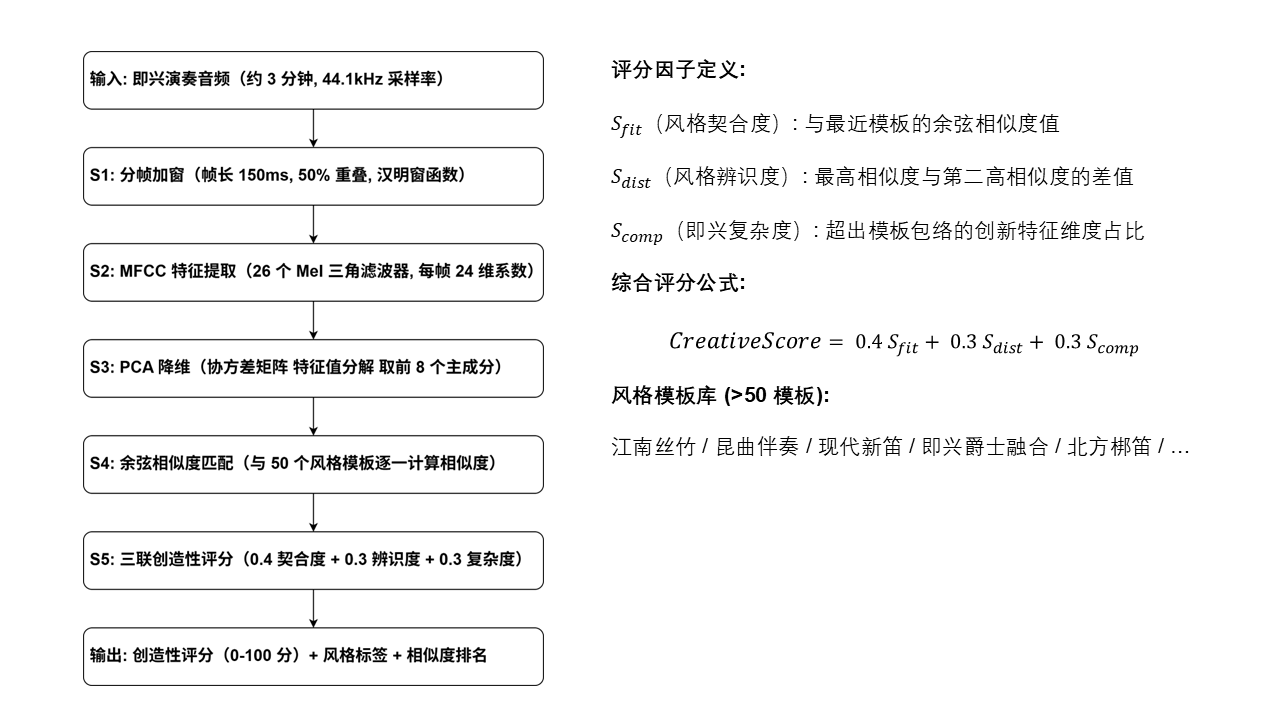 输入: 即兴演奏音频（约 3 分钟, 44.1kHz 采样率）
S1: 分帧加窗（帧长 150ms, 50% 重叠, 汉明窗函数）
S2: MFCC 特征提取（26 个 Mel 三角滤波器, 每帧 24 维系数）
S3: PCA 降维（协方差矩阵 特征值分解 取前 8 个主成分）
S4: 余弦相似度匹配（与 50 个风格模板逐一计算相似度）
S5: 三联创造性评分（0.4 契合度 + 0.3 辨识度 + 0.3 复杂度）
输出: 创造性评分（0-100 分）+ 风格标签 + 相似度排名
评分因子定义:
S_fit（风格契合度）: 与最近模板的余弦相似度值
S_dist（风格辨识度）: 最高相似度与第二高相似度的差值
S_comp（即兴复杂度）: 超出模板包络的创新特征维度占比
综合评分公式:
CreativeScore = 0.4 S_fit + 0.3 S_dist + 0.3 S_comp
风格模板库 (>50 模板):
江南丝竹 / 昆曲伴奏 / 现代新笛 / 即兴爵士融合 / 北方梆笛 / …